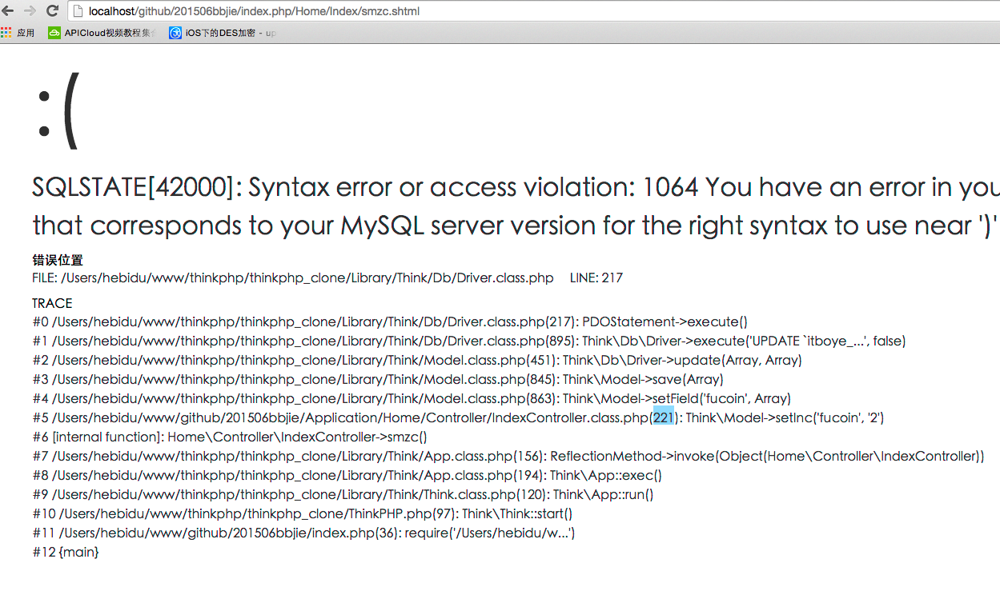 localhost/github/201506bbjie/index.php/Home/Index/smzc.shtml
应用 APICloud视频教程集 iOS下的DES加密 - up
:(
SQLSTATE[42000]: Syntax error or access violation: 1064 You have an error in you
that corresponds to your MySQL server version for the right syntax to use near ')'
错误位置
FILE: /Users/hebidu/www/thinkphp/thinkphp_clone/Library/Think/Db/Driver.class.php LINE: 217
TRACE
#0 /Users/hebidu/www/thinkphp/thinkphp_clone/Library/Think/Db/Driver.class.php(217): PDOStatement->execute()
#1 /Users/hebidu/www/thinkphp/thinkphp_clone/Library/Think/Db/Driver.class.php(895): Think\Db\Driver->execute('UPDATE `itboye_...', false)
#2 /Users/hebidu/www/thinkphp/thinkphp_clone/Library/Think/Model.class.php(451): Think\Db\Driver->update(Array, Array)
#3 /Users/hebidu/www/thinkphp/thinkphp_clone/Library/Think/Model.class.php(845): Think\Model->save(Array)
#4 /Users/hebidu/www/thinkphp/thinkphp_clone/Library/Think/Model.class.php(863): Think\Model->setField('fucoin', Array)
#5 /Users/hebidu/www/github/201506bbjie/Application/Home/Controller/IndexController.class.php(221): Think\Model->setInc('fucoin', '2')
#6 [internal function]: Home\Controller\IndexController->smzc()
#7 /Users/hebidu/www/thinkphp/thinkphp_clone/Library/Think/App.class.php(156): ReflectionMethod->invoke(Object(Home\Controller\IndexController))
#8 /Users/hebidu/www/thinkphp/thinkphp_clone/Library/Think/App.class.php(194): Think\App::exec()
#9 /Users/hebidu/www/thinkphp/thinkphp_clone/Library/Think/Think.class.php(120): Think\App::run()
#10 /Users/hebidu/www/thinkphp/thinkphp_clone/ThinkPHP.php(97): Think\Think::start()
#11 /Users/hebidu/www/github/201506bbjie/index.php(36): require('/Users/hebidu/w...')
#12 {main}